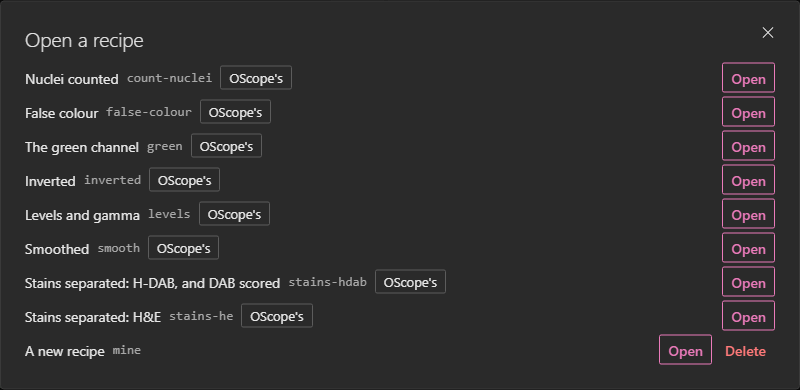 Open a recipe
Nuclei counted count-nuclei OScope's Open
False colour false-colour OScope's Open
The green channel green OScope's Open
Inverted inverted OScope's Open
Levels and gamma levels OScope's Open
Smoothed smooth OScope's Open
Stains separated: H-DAB, and DAB scored stains-hdab OScope's Open
Stains separated: H&E stains-he OScope's Open
A new recipe mine Open Delete